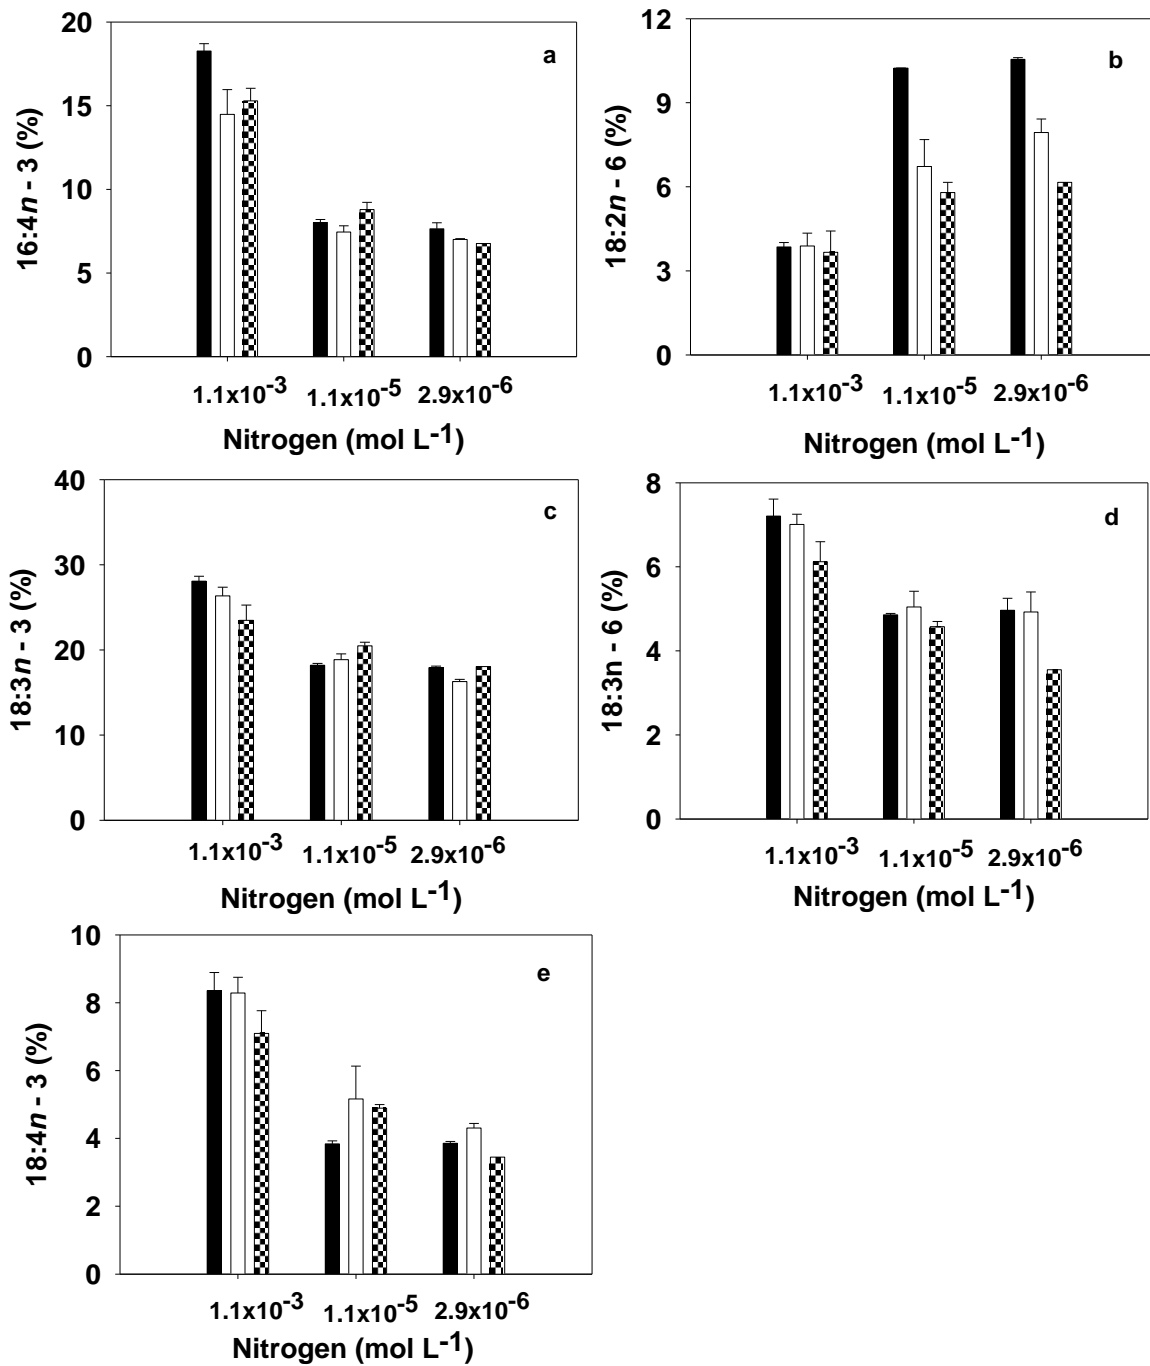 20
15
10
5
0
16:4n - 3 (%)
a
1.1x10-3 1.1x10-5 2.9x10-6
Nitrogen (mol L-1)
12
9
6
3
0
18:2n - 6 (%)
b
1.1x10-3 1.1x10-5 2.9x10-6
Nitrogen (mol L-1)
40
30
20
10
0
18:3n - 3 (%)
c
1.1x10-3 1.1x10-5 2.9x10-6
Nitrogen (mol L-1)
8
6
4
2
0
18:3n - 6 (%)
d
1.1x10-3 1.1x10-5 2.9x10-6
Nitrogen (mol L-1)
10
8
6
4
2
0
18:4n - 3 (%)
e
1.1x10-3 1.1x10-5 2.9x10-6
Nitrogen (mol L-1)